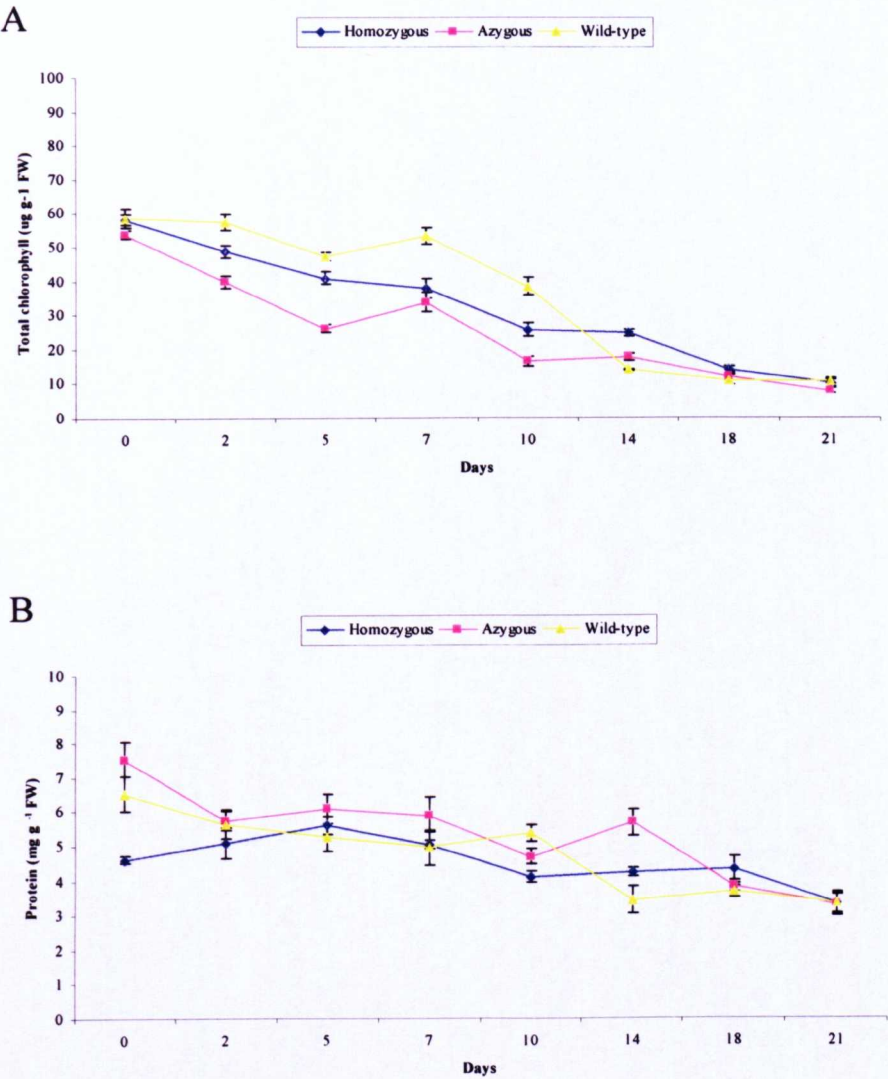 A
Homozygous Azygous Wild-type
100
90
80
70
60
50
40
30
20
10
0
Total chlorophyll (ug g-1 FW)
0 2 5 7 10 14 18 21
Days
B
Homozygous Azygous Wild-type
10
9
8
7
6
5
4
3
2
1
0
Protein (mg g -1 FW)
0 2 5 7 10 14 18 21
Days